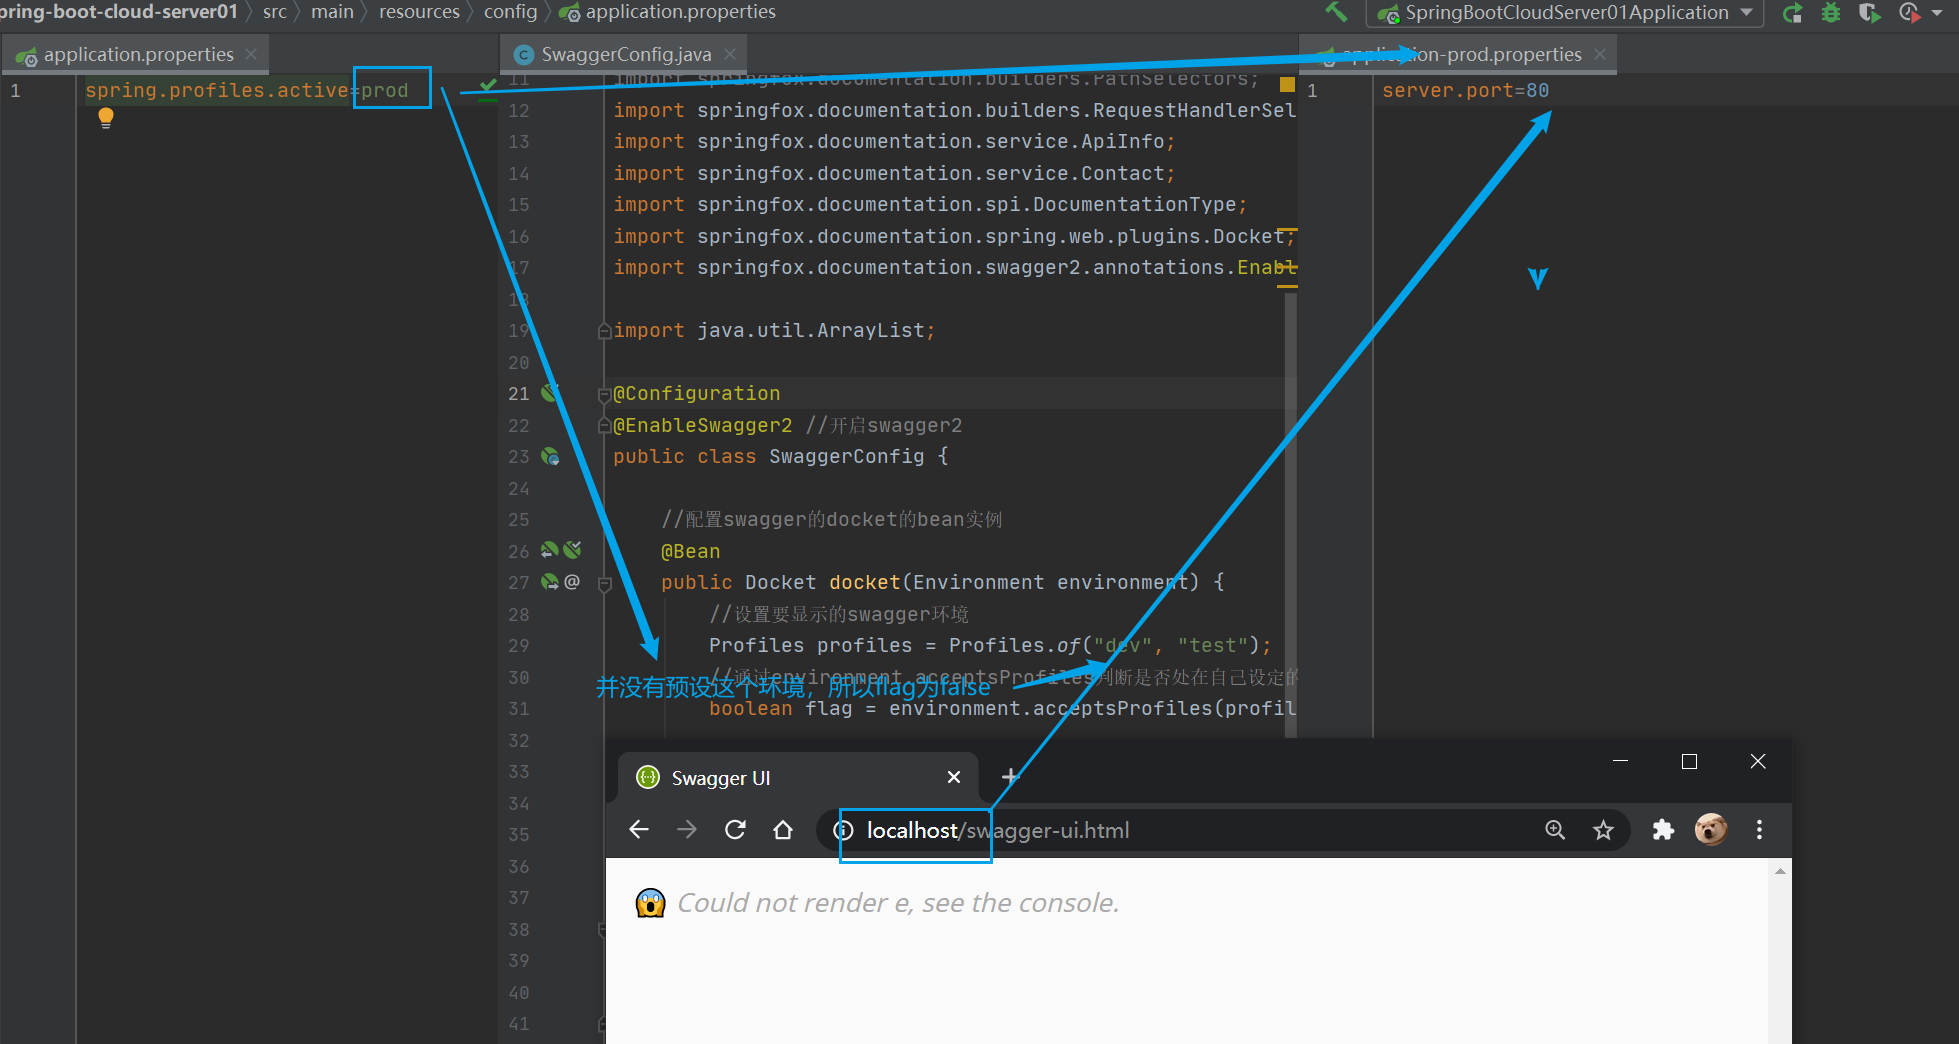 pring-boot-cloud-server01 src main resources config application.properties
SpringBootCloudServer01Application
application.properties
SwaggerConfig.java
application-prod.properties
1 spring.profiles.active=prod
11 import springfox.documentation.builders.PathSelectors;
12 import springfox.documentation.builders.RequestHandlerSel
13 import springfox.documentation.service.ApiInfo;
14 import springfox.documentation.service.Contact;
15 import springfox.documentation.spi.DocumentationType;
16 import springfox.documentation.spring.web.plugins.Docket;
17 import springfox.documentation.swagger2.annotations.Enabl
18
19 import java.util.ArrayList;
20
21 @Configuration
22 @EnableSwagger2 //开启swagger2
23 public class SwaggerConfig {
24
25 //配置swagger的docket的bean实例
26 @Bean
27 @ public Docket docket(Environment environment) {
28 //设置要显示的swagger环境
29 Profiles profiles = Profiles.of("dev", "test");
30 //通过environment.acceptsProfiles判断是否处在自己设定的
并没有预设这个环境，所以flag为false
31 boolean flag = environment.acceptsProfiles(profil
32
33
34
35
36
37
38
39
40
41
1 server.port=80
Swagger UI
localhost/swagger-ui.html
Could not render e, see the console.